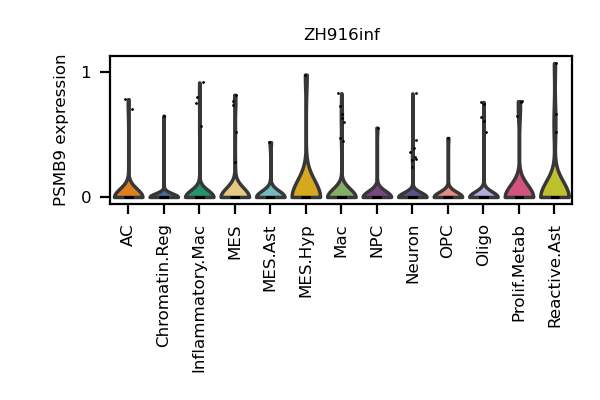 ZH916inf
PSMB9 expression
1
0
AC
Chromatin.Reg
Inflammatory.Mac
MES
MES.Ast
MES.Hyp
Mac
NPC
Neuron
OPC
Oligo
Prolif.Metab
Reactive.Ast